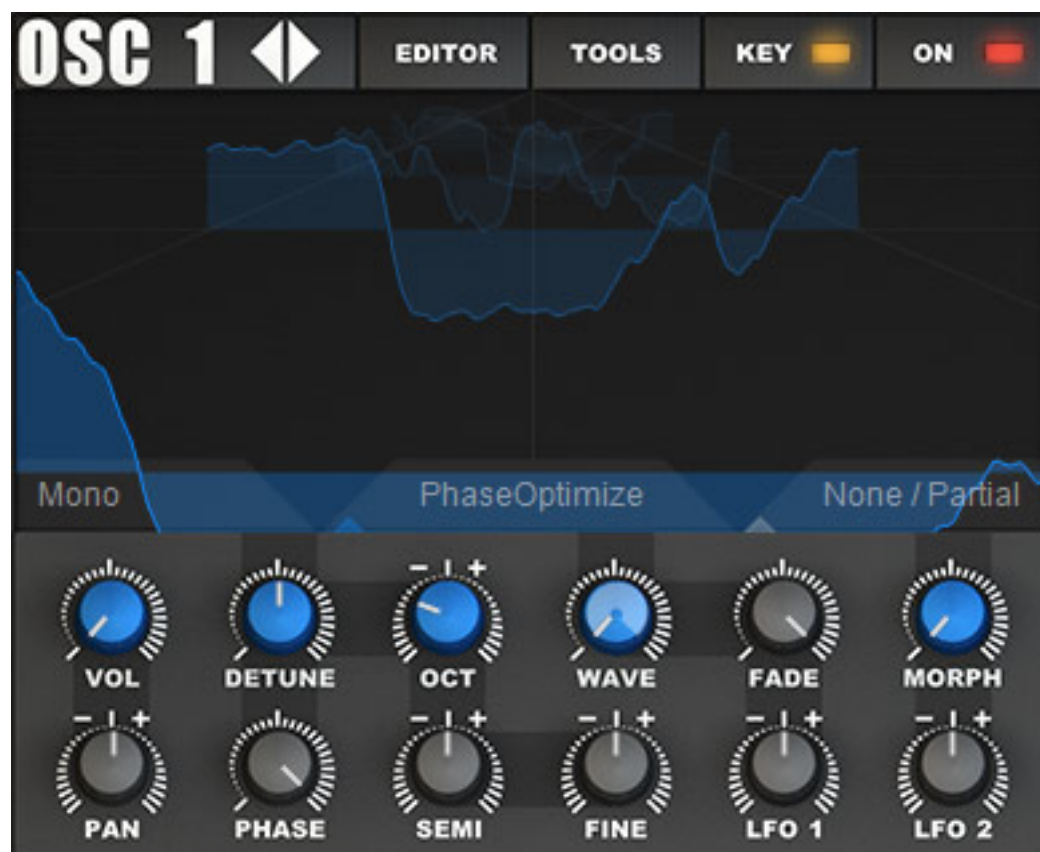 OSC 1 EDITOR TOOLS KEY ON
Mono PhaseOptimize None / Partial
- +
VOL DETUNE OCT WAVE FADE MORPH
- + - + - + - + - +
PAN PHASE SEMI FINE LFO 1 LFO 2